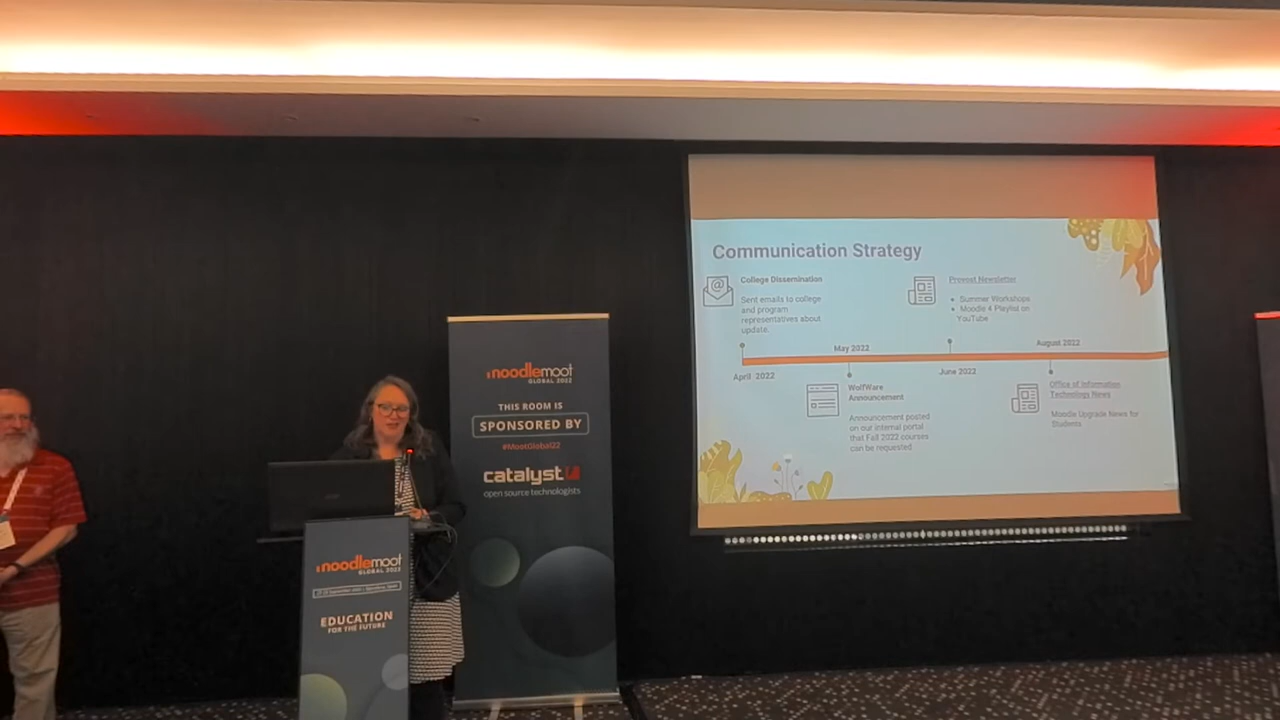 Communication Strategy
College Dissemination
Sent emails to college
and program
representatives about
update.
Provost Newsletter
Summer Workshops
Moodle 4 Playlist on
YouTube
May 2022
August 2022
April 2022
June 2022
WolfWare
Announcement
Announcement posted
on our internal portal
that Fall 2022 courses
can be requested
Office of Information
Technology News
Moodle Upgrade News for
Students
moodlemoot
GLOBAL 2022
THIS ROOM IS
SPONSORED BY
#MootGlobal22
catalyst
open source technologists
moodlemoot
GLOBAL 2022
EDUCATION
FOR THE FUTURE